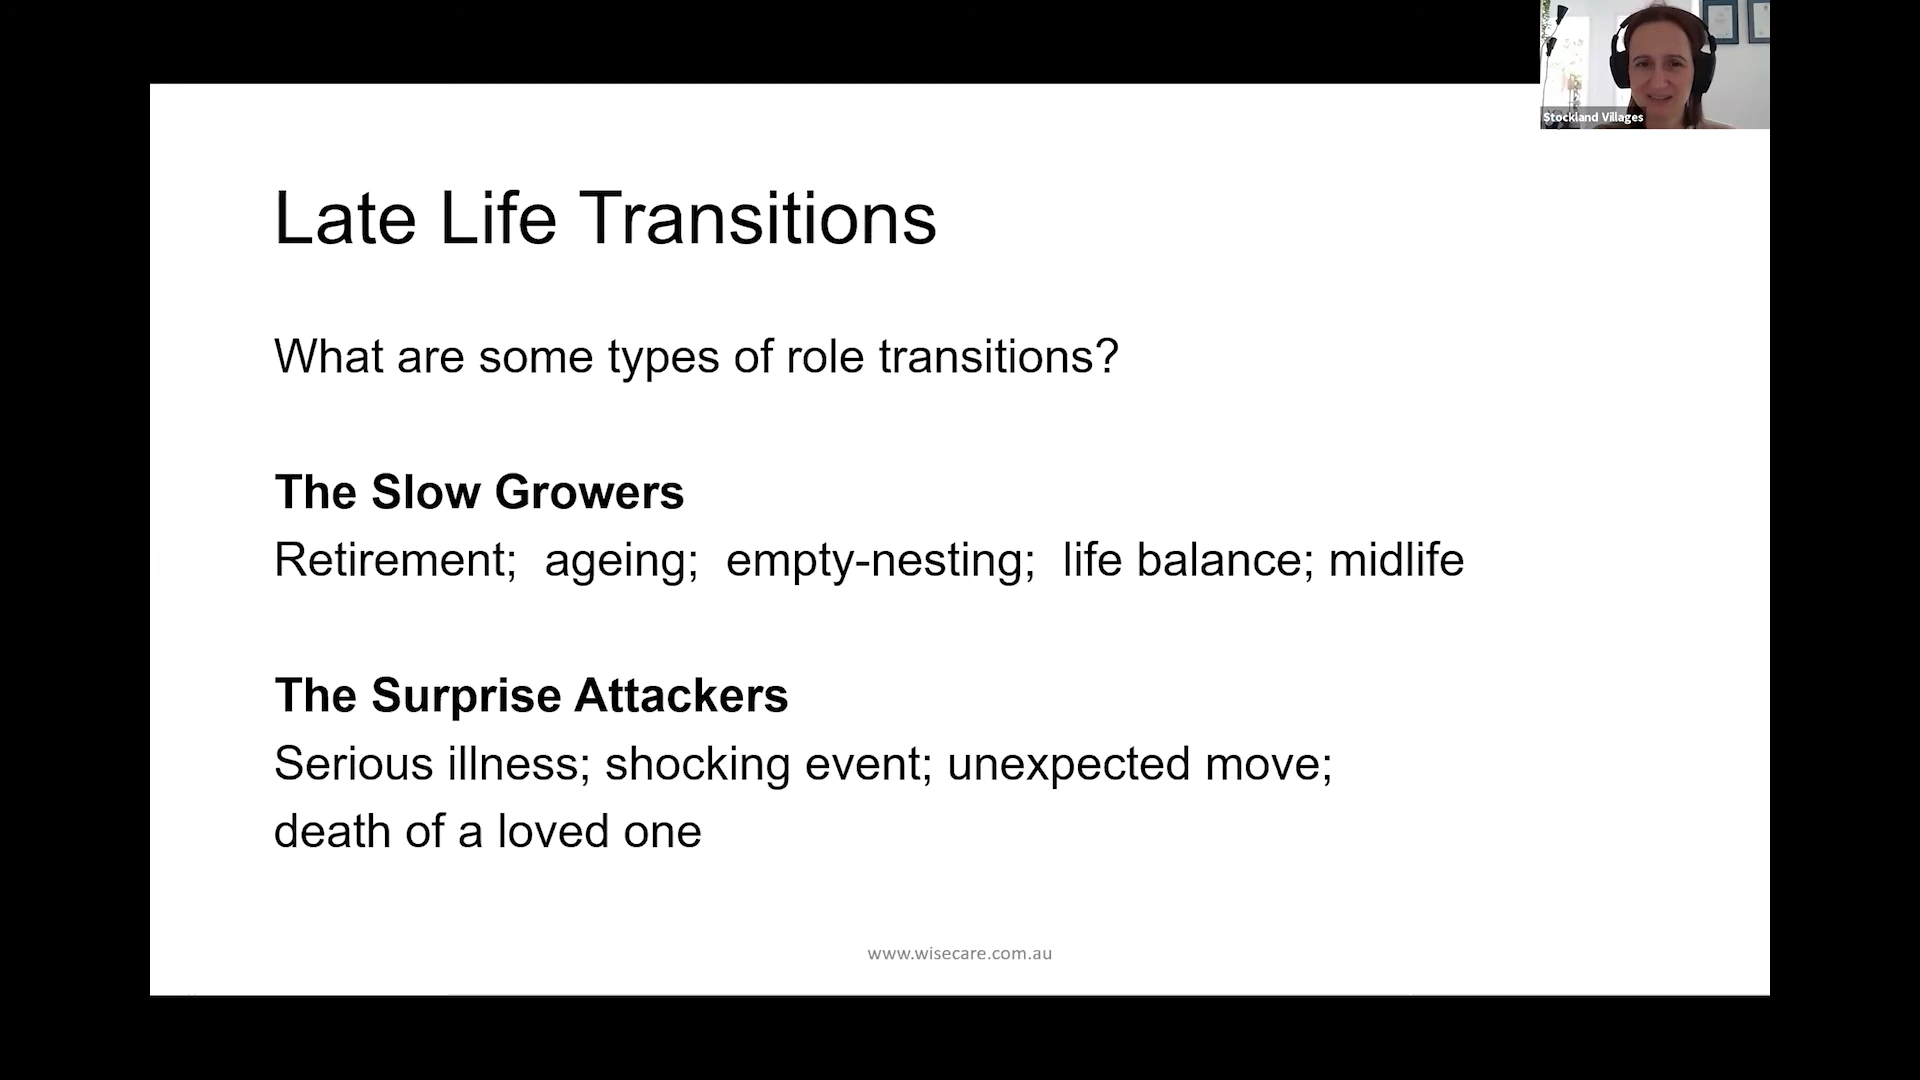 Stockland Villages
Late Life Transitions
What are some types of role transitions?
The Slow Growers
Retirement;  ageing;  empty-nesting;  life balance; midlife
The Surprise Attackers
Serious illness; shocking event; unexpected move;
death of a loved one
www.wisecare.com.au